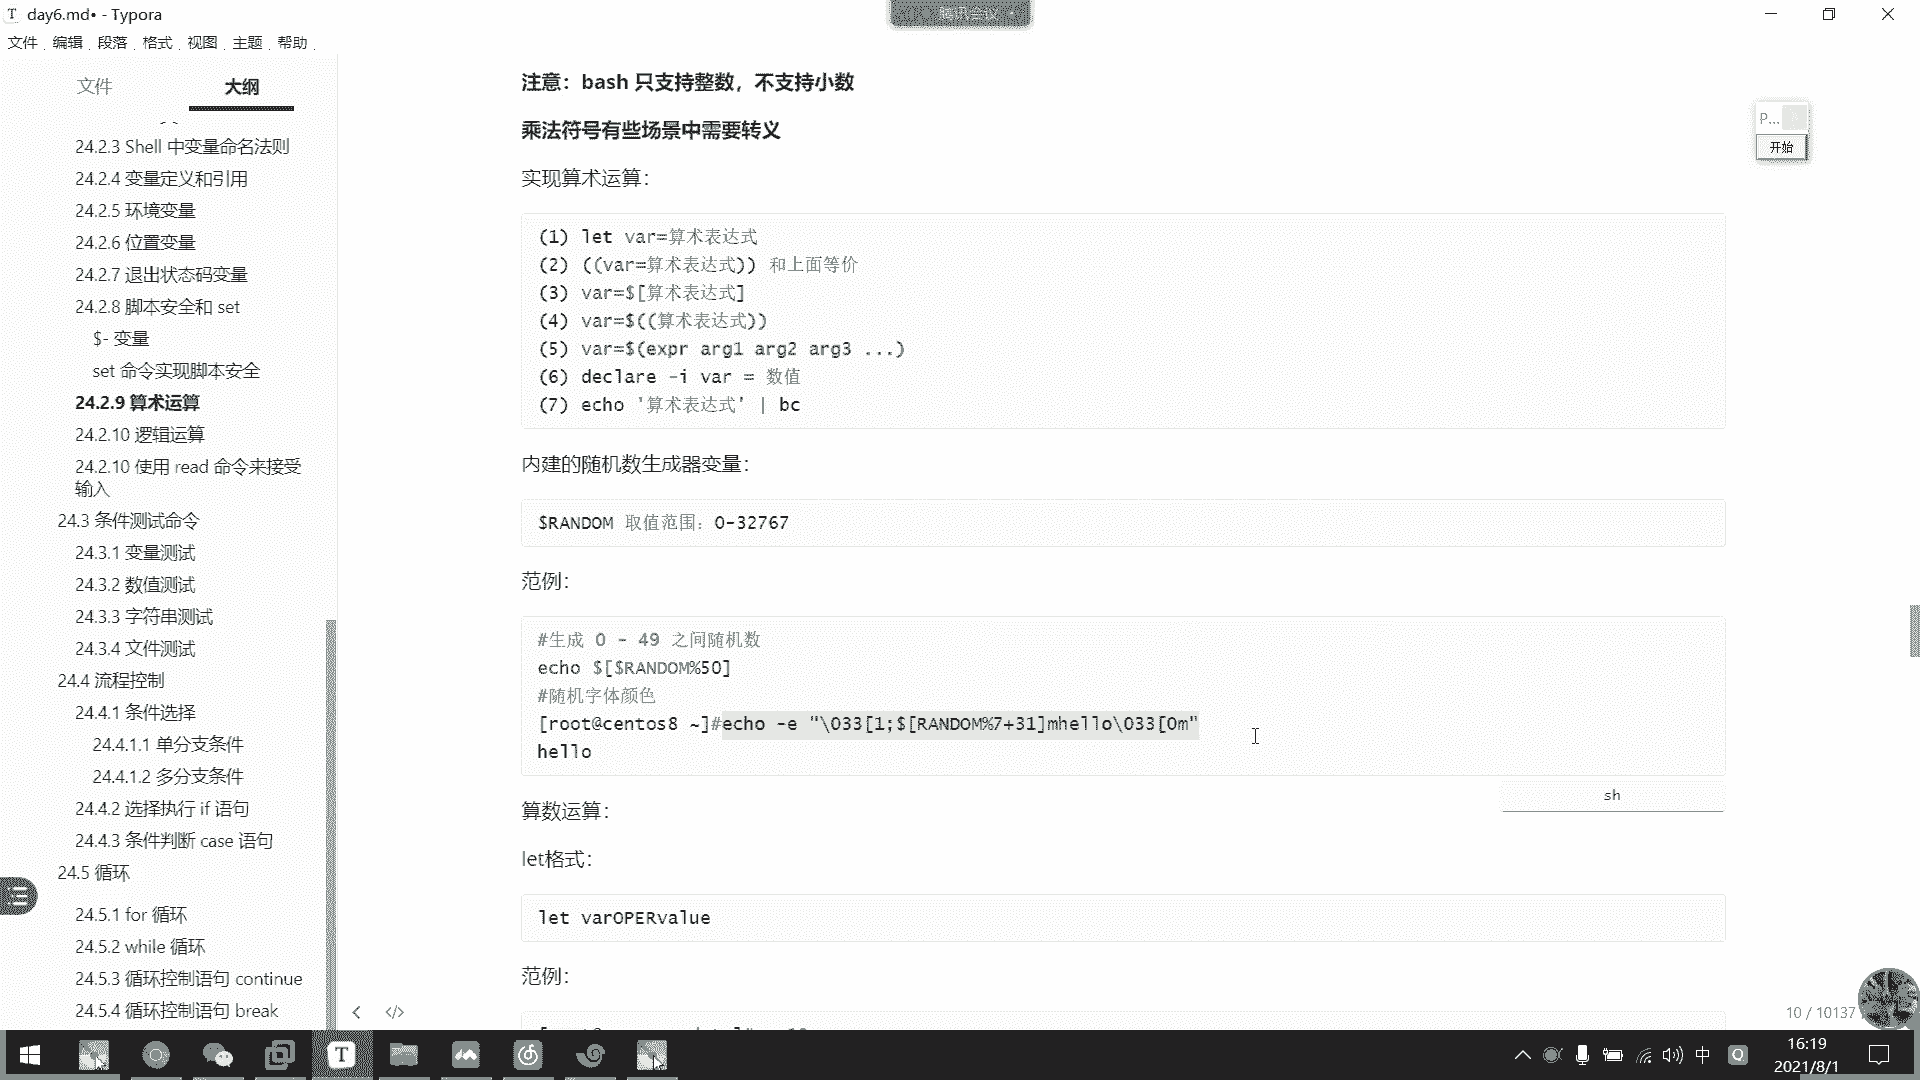 day6.md• - Typora
腾讯会议
文件 编辑 段落 格式 视图 主题 帮助
文件 大纲
24.2.3 Shell 中变量命名法则
24.2.4 变量定义和引用
24.2.5 环境变量
24.2.6 位置变量
24.2.7 退出状态码变量
24.2.8 脚本安全和 set
$- 变量
set 命令实现脚本安全
24.2.9 算术运算
24.2.10 逻辑运算
24.2.10 使用 read 命令来接受
输入
24.3 条件测试命令
24.3.1 变量测试
24.3.2 数值测试
24.3.3 字符串测试
24.3.4 文件测试
24.4 流程控制
24.4.1 条件选择
24.4.1.1 单分支条件
24.4.1.2 多分支条件
24.4.2 选择执行 if 语句
24.4.3 条件判断 case 语句
24.5 循环
24.5.1 for 循环
24.5.2 while 循环
24.5.3 循环控制语句 continue
24.5.4 循环控制语句 break
注意：bash 只支持整数，不支持小数
乘法符号有些场景中需要转义
实现算术运算：
(1) let var=算术表达式
(2) ((var=算术表达式)) 和上面等价
(3) var=$[算术表达式]
(4) var=$((算术表达式))
(5) var=$(expr arg1 arg2 arg3 ...)
(6) declare -i var = 数值
(7) echo '算术表达式' | bc
内建的随机数生成器变量：
$RANDOM 取值范围：0-32767
范例：
#生成 0 - 49 之间随机数
echo $[$RANDOM%50]
#随机字体颜色
[root@centos8 ~]#echo -e "\033[1;$[RANDOM%7+31]mhello\033[0m"
hello
sh
算数运算：
let格式：
let varOPERvalue
范例：
P...
开始
10 / 10137
中
16:19
2021/8/1